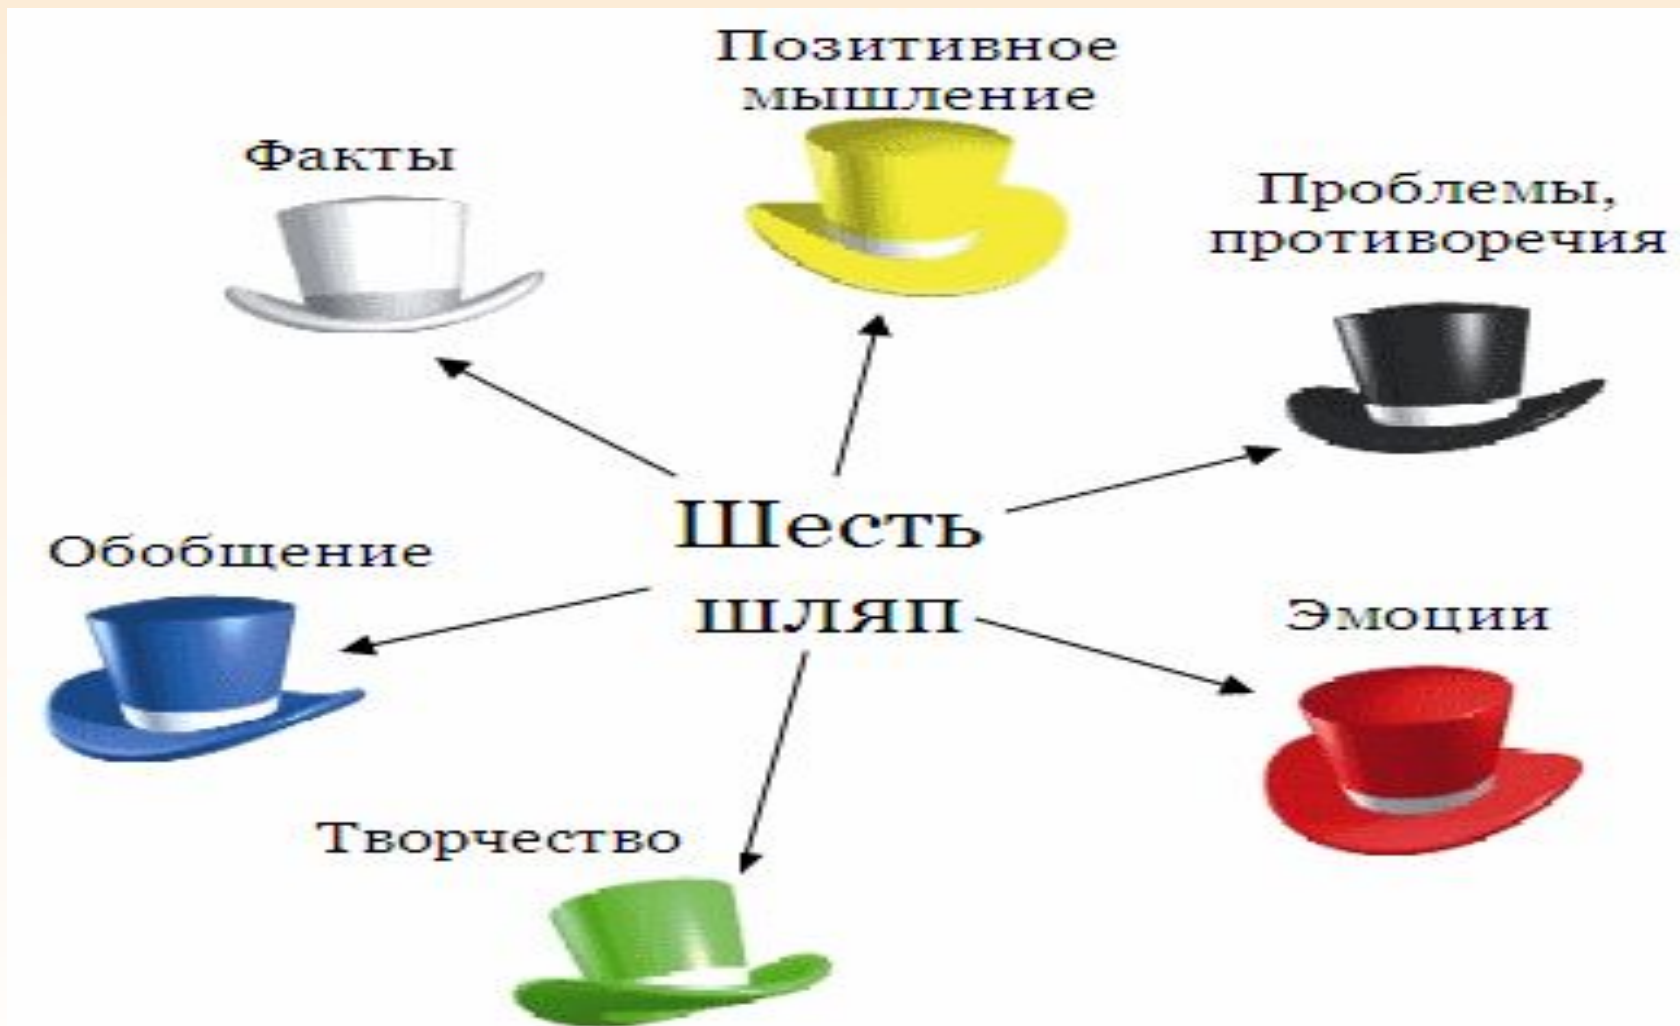 Позитивное
мышление
Факты
Проблемы,
противоречия
Шесть
шляп
Обобщение
Эмоции
Творчество